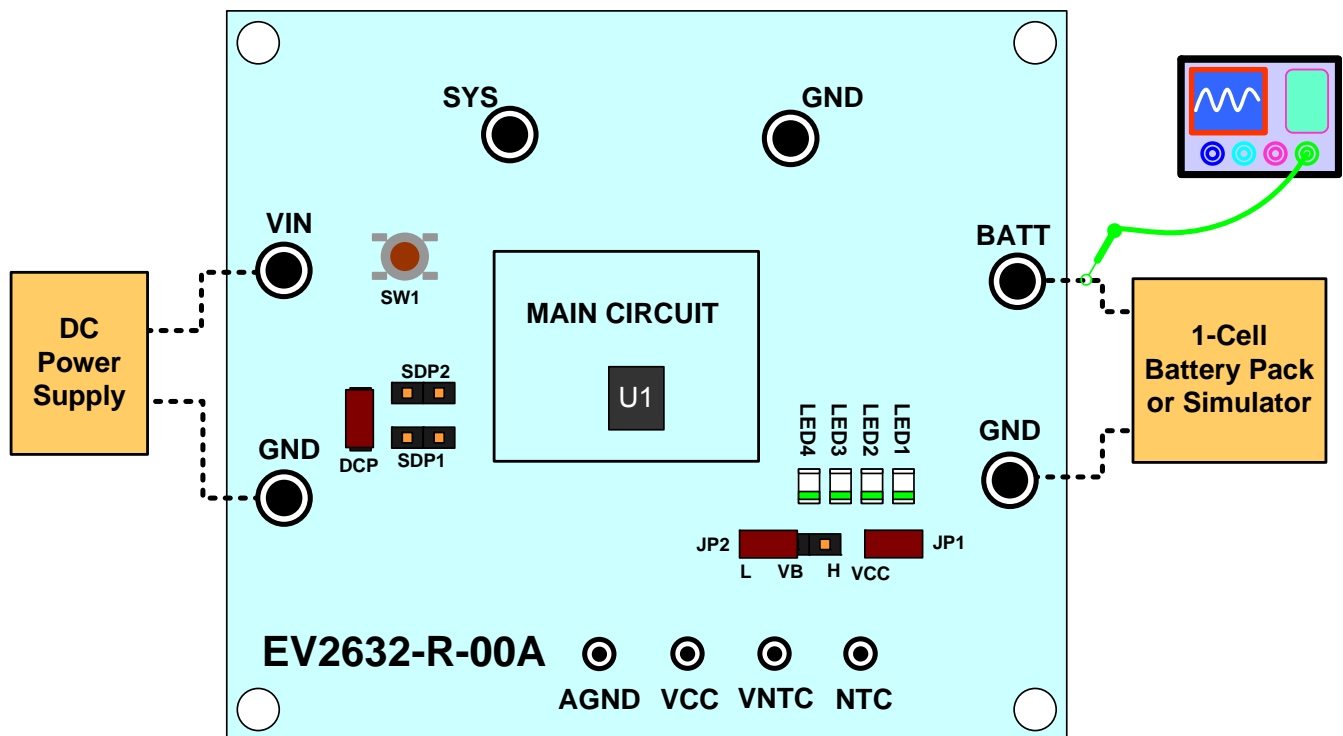 SYS
GND
VIN
SW1
BATT
DC
Power
Supply
MAIN CIRCUIT
U1
1-Cell
Battery Pack
or Simulator
SDP2
SDP1
DCP
GND
LED4
LED3
LED2
LED1
GND
JP2
JP1
L
VB
H
VCC
EV2632-R-00A
AGND
VCC
VNTC
NTC